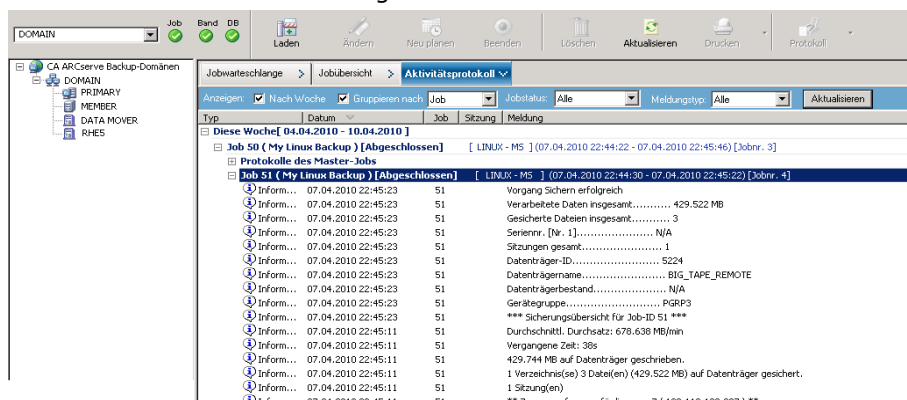 Job Band DB
DOMAIN
Laden Ändern Neu planen Beenden Löschen Aktualisieren Drucken Protokoll
CA ARCserve Backup-Domänen
DOMAIN
PRIMARY
MEMBER
DATA MOVER
RHE5
Jobwarteschlange > Jobübersicht > Aktivitätsprotokoll
Anzeigen: Nach Woche Gruppieren nach Job Jobstatus: Alle Meldungstyp: Alle Aktualisieren
Typ Datum Job Sitzung Meldung
Diese Woche[ 04.04.2010 - 10.04.2010 ]
Job 50 ( My Linux Backup ) [Abgeschlossen] [ LINUX - MS ] (07.04.2010 22:44:22 - 07.04.2010 22:45:46) [Jobnr. 3]
Protokolle des Master-Jobs
Job 51 ( My Linux Backup ) [Abgeschlossen] [ LINUX - MS ] (07.04.2010 22:44:30 - 07.04.2010 22:45:22) [Jobnr. 4]
Inform... 07.04.2010 22:45:23 51 Vorgang Sichern erfolgreich
Inform... 07.04.2010 22:45:23 51 Verarbeitete Daten insgesamt........... 429.522 MB
Inform... 07.04.2010 22:45:23 51 Gesicherte Dateien insgesamt........... 3
Inform... 07.04.2010 22:45:23 51 Seriennr. [Nr. 1]...................... N/A
Inform... 07.04.2010 22:45:23 51 Sitzungen gesamt....................... 1
Inform... 07.04.2010 22:45:23 51 Datenträger-ID......................... 5224
Inform... 07.04.2010 22:45:23 51 Datenträgername........................ BIG_TAPE_REMOTE
Inform... 07.04.2010 22:45:23 51 Datenträgerbestand..................... N/A
Inform... 07.04.2010 22:45:23 51 Gerätegruppe........................... PGRP3
Inform... 07.04.2010 22:45:23 51 *** Sicherungsübersicht für Job-ID 51 ***
Inform... 07.04.2010 22:45:11 51 Durchschnittl. Durchsatz: 678.638 MB/min
Inform... 07.04.2010 22:45:11 51 Vergangene Zeit: 38s
Inform... 07.04.2010 22:45:11 51 429.744 MB auf Datenträger geschrieben.
Inform... 07.04.2010 22:45:11 51 1 Verzeichnis(se) 3 Datei(en) (429.522 MB) auf Datenträger gesichert.
Inform... 07.04.2010 22:45:11 51 1 Sitzung(en)